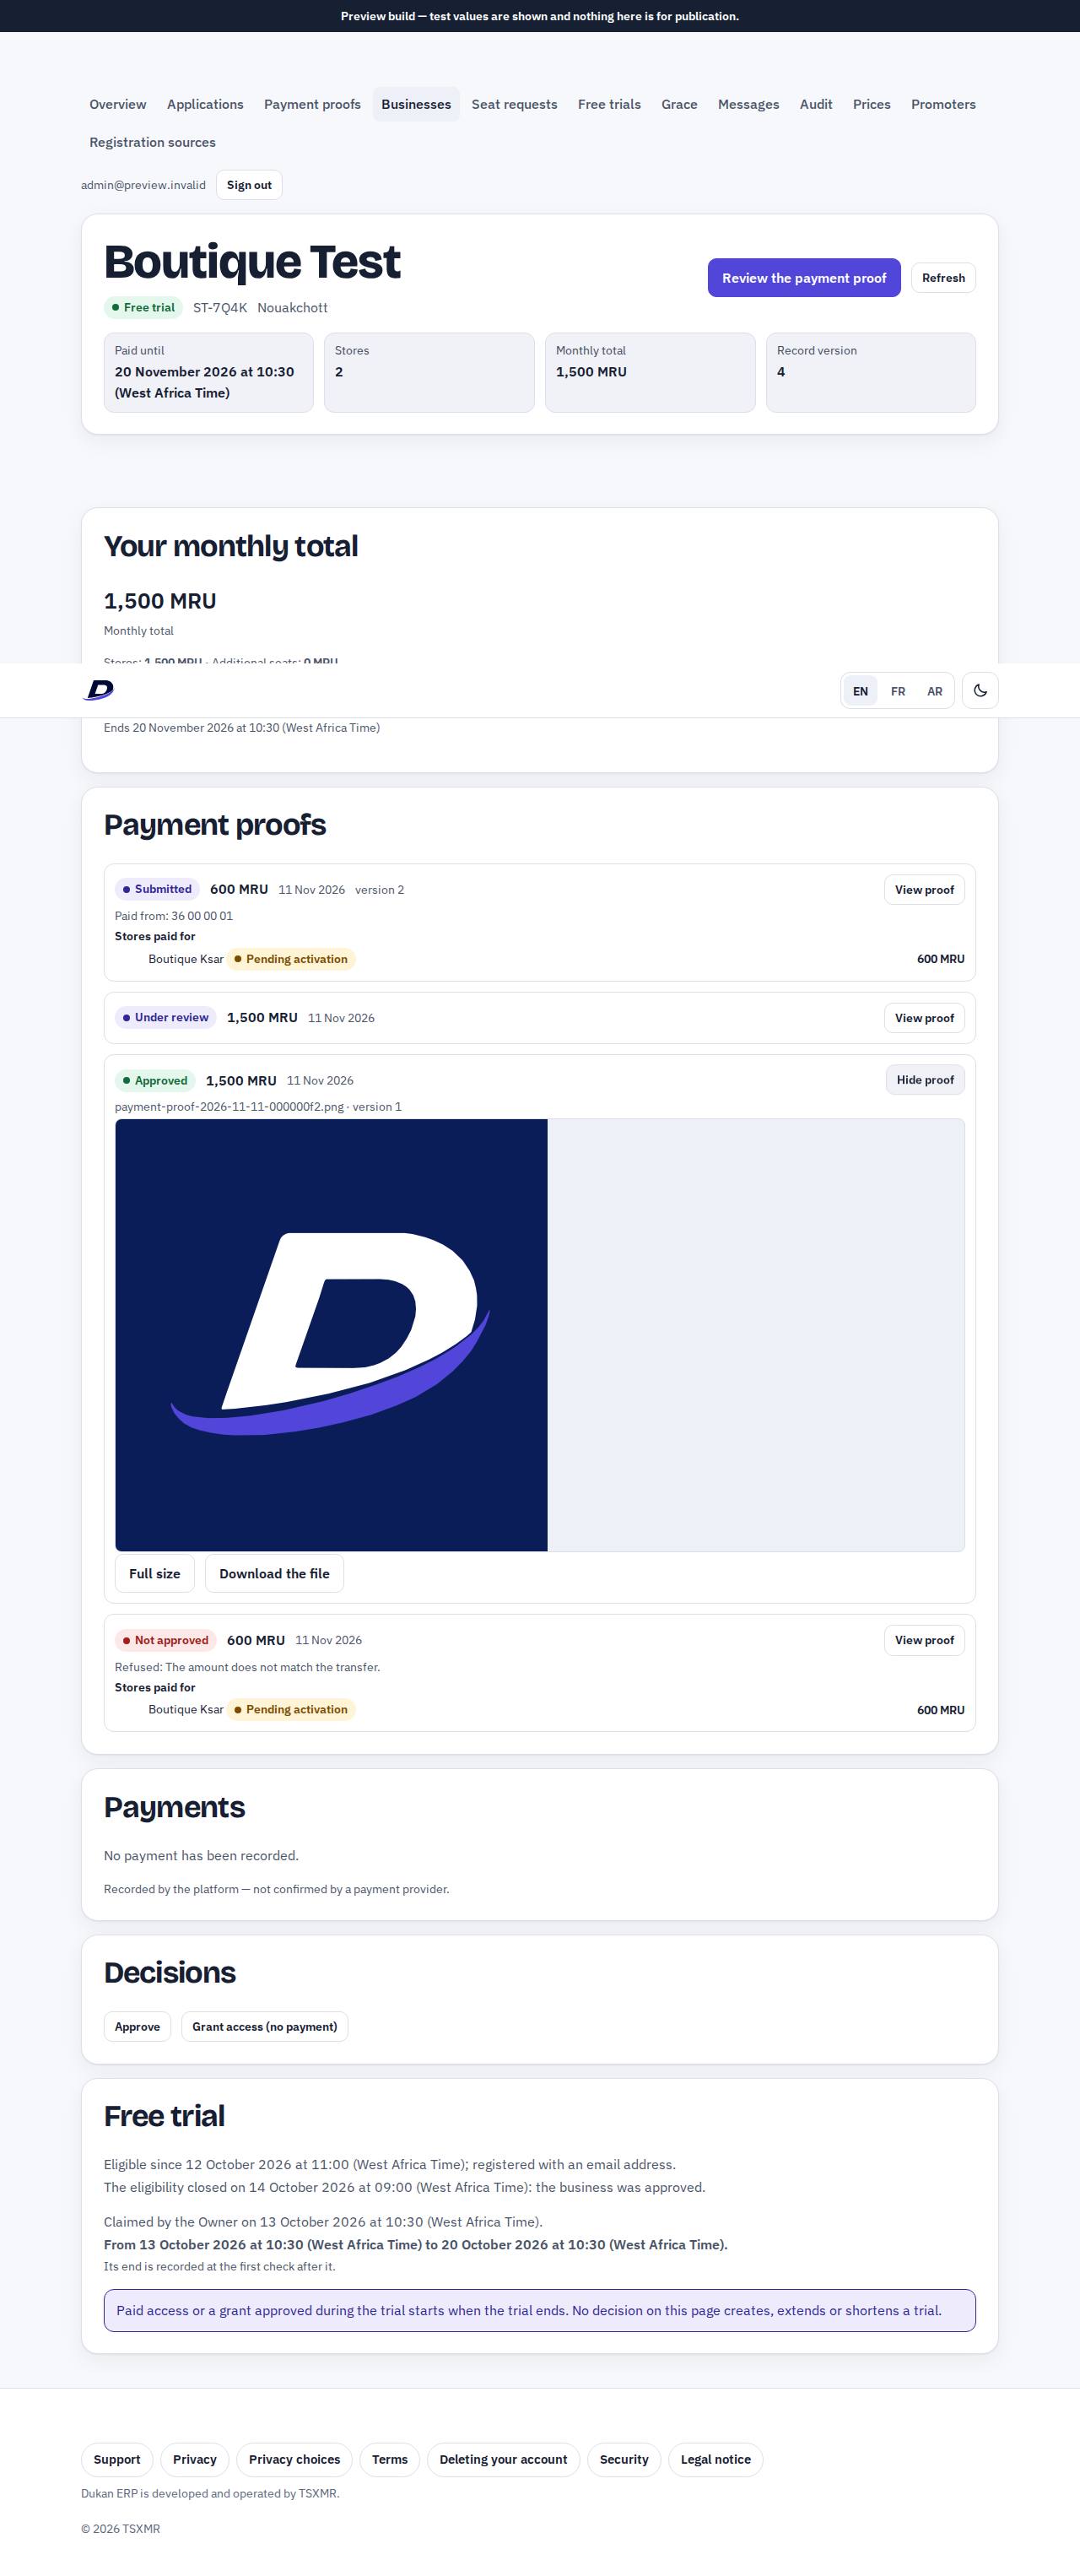 Preview build — test values are shown and nothing here is for publication.
Overview Applications Payment proofs Businesses Seat requests Free trials Grace Messages Audit Prices Promoters
Registration sources
admin@preview.invalid Sign out
Boutique Test
Review the payment proof Refresh
Free trial ST-7Q4K Nouakchott
Paid until
20 November 2026 at 10:30
(West Africa Time)
Stores
2
Monthly total
1,500 MRU
Record version
4
Your monthly total
1,500 MRU
Monthly total
Stores: 1,500 MRU · Additional seats: 0 MRU
D
EN FR AR
Ends 20 November 2026 at 10:30 (West Africa Time)
Payment proofs
Submitted 600 MRU 11 Nov 2026 version 2 View proof
Paid from: 36 00 00 01
Stores paid for
Boutique Ksar Pending activation 600 MRU
Under review 1,500 MRU 11 Nov 2026 View proof
Approved 1,500 MRU 11 Nov 2026 Hide proof
payment-proof-2026-11-11-000000f2.png · version 1
D
Full size Download the file
Not approved 600 MRU 11 Nov 2026 View proof
Refused: The amount does not match the transfer.
Stores paid for
Boutique Ksar Pending activation 600 MRU
Payments
No payment has been recorded.
Recorded by the platform — not confirmed by a payment provider.
Decisions
Approve Grant access (no payment)
Free trial
Eligible since 12 October 2026 at 11:00 (West Africa Time); registered with an email address.
The eligibility closed on 14 October 2026 at 09:00 (West Africa Time): the business was approved.
Claimed by the Owner on 13 October 2026 at 10:30 (West Africa Time).
From 13 October 2026 at 10:30 (West Africa Time) to 20 October 2026 at 10:30 (West Africa Time).
Its end is recorded at the first check after it.
Paid access or a grant approved during the trial starts when the trial ends. No decision on this page creates, extends or shortens a trial.
Support Privacy Privacy choices Terms Deleting your account Security Legal notice
Dukan ERP is developed and operated by TSXMR.
© 2026 TSXMR